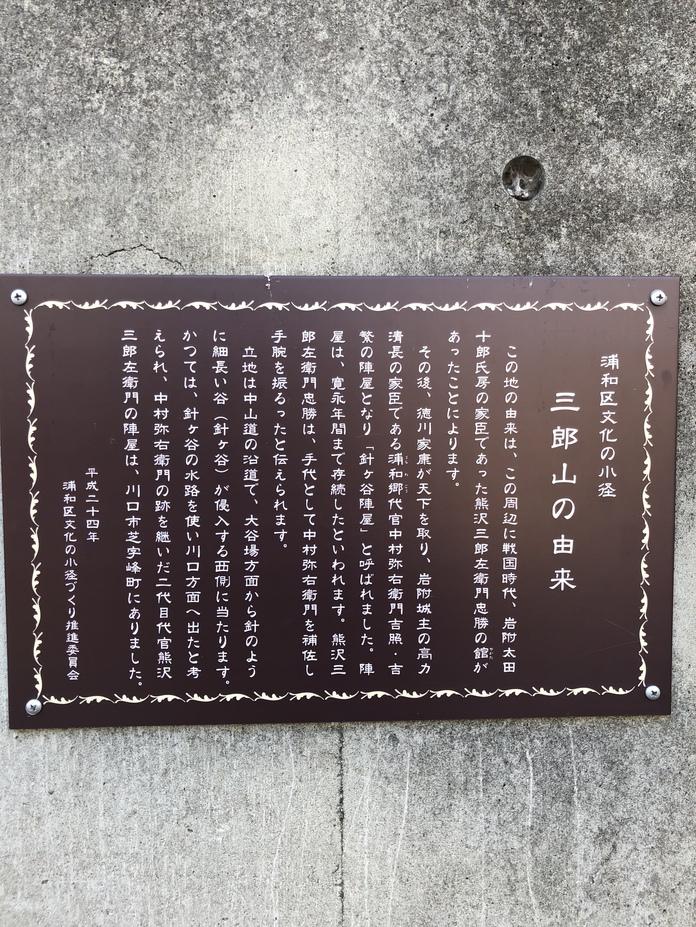 浦和区文化の小径
三郎山の由来
この地の由来は、この周辺に戦国時代、岩附太田
十郎氏房の家臣であった熊沢三郎左衛門忠勝の館が
あったことによります。
その後、徳川家康が天下を取り、岩附城主の高力
清長の家臣である浦和郷代官中村弥右衛門吉照・吉
繁の陣屋となり「針ヶ谷陣屋」と呼ばれました。陣
屋は、寛永年間まで存続したといわれます。熊沢三
郎左衛門忠勝は、手代として中村弥右衛門を補佐し
手腕を振るったと伝えられます。
立地は中山道の沿道で、大谷場方面から針のよう
に細長い谷（針ヶ谷）が侵入する西側に当たります。
かつては、針ヶ谷の水路を使い川口方面へ出たと考
えられ、中村弥右衛門の跡を継いだ二代目代官熊沢
三郎左衛門の陣屋は、川口市芝字峰町にありました。
平成二十四年
浦和区文化の小径づくり推進委員会